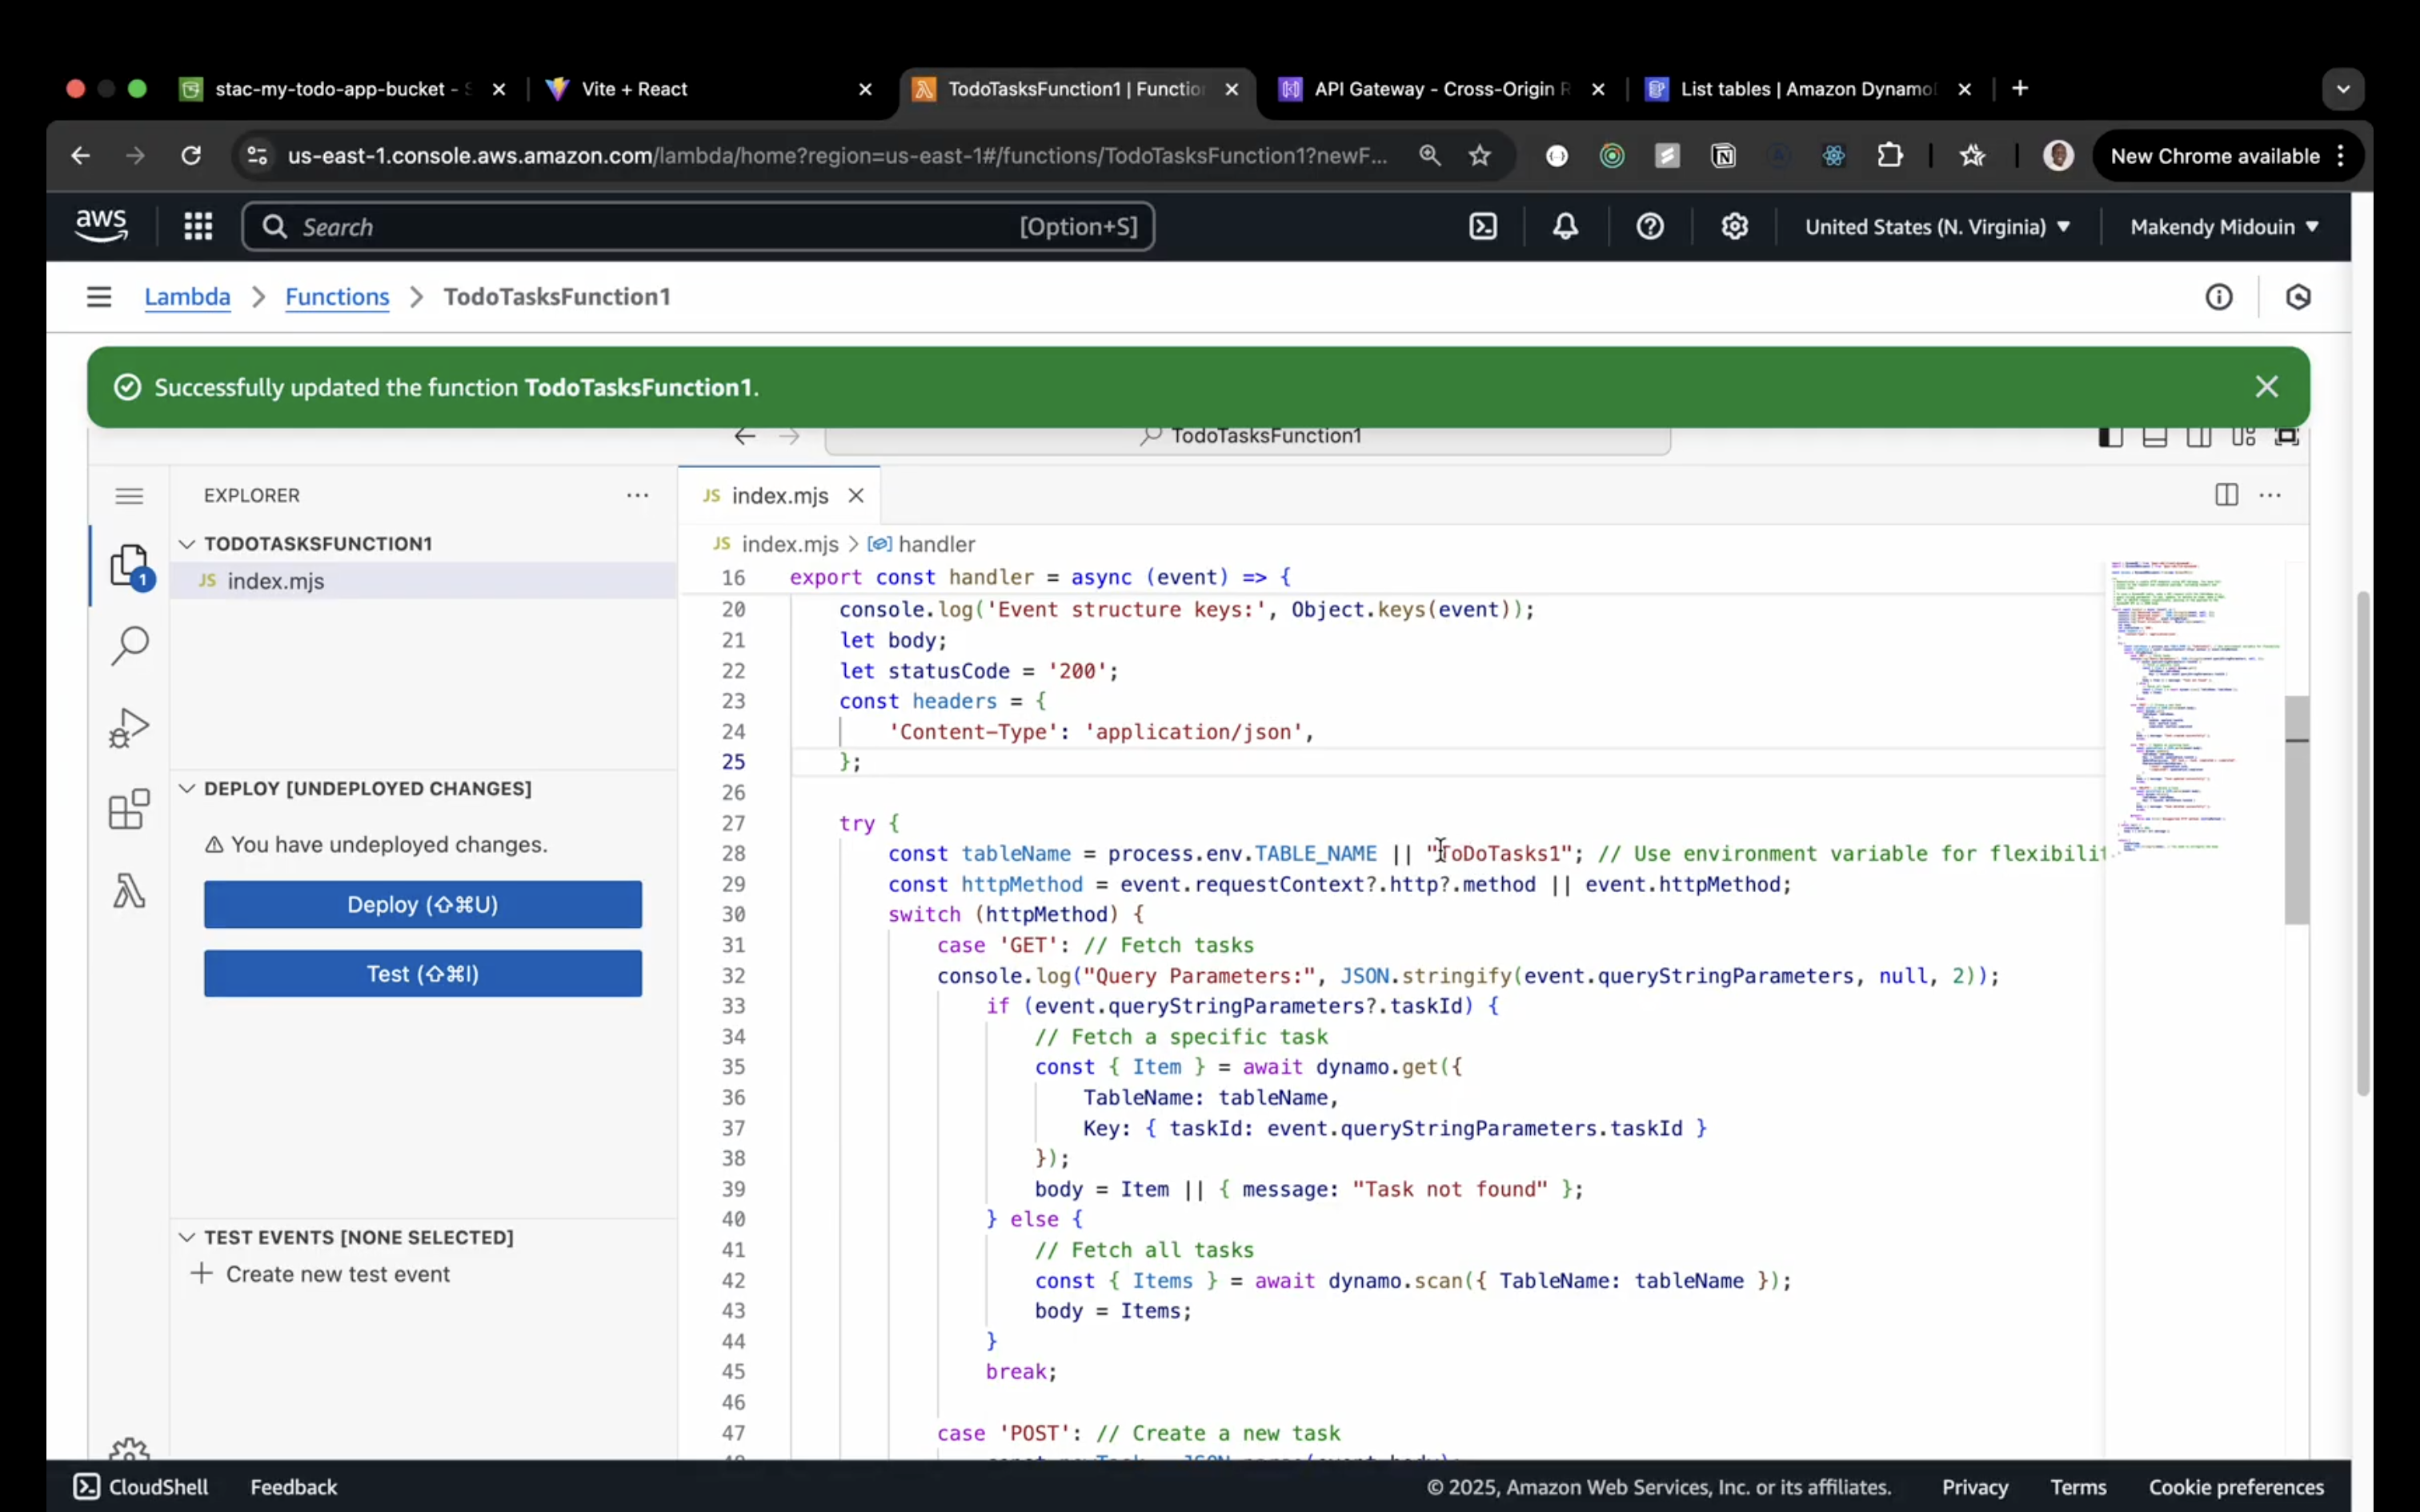 stac-my-todo-app-bucket -
Vite + React
TodoTasksFunction1 | Functio
API Gateway - Cross-Origin R
List tables | Amazon Dynamo
us-east-1.console.aws.amazon.com/lambda/home?region=us-east-1#/functions/TodoTasksFunction1?newF...
New Chrome available
aws
Search
[Option+S]
United States (N. Virginia)
Makendy Midouin
Lambda > Functions > TodoTasksFunction1
Successfully updated the function TodoTasksFunction1.
TodoTasksFunction1
EXPLORER
TODOTASKSFUNCTION1
JS index.mjs
1
DEPLOY [UNDEPLOYED CHANGES]
You have undeployed changes.
Deploy (⇧⌘U)
Test (⇧⌘I)
TEST EVENTS [NONE SELECTED]
Create new test event
JS index.mjs
JS index.mjs > handler
16 export const handler = async (event) => {
20 console.log('Event structure keys:', Object.keys(event));
21 let body;
22 let statusCode = '200';
23 const headers = {
24 'Content-Type': 'application/json',
25 };
26
27 try {
28 const tableName = process.env.TABLE_NAME || "ToDoTasks1"; // Use environment variable for flexibilit
29 const httpMethod = event.requestContext?.http?.method || event.httpMethod;
30 switch (httpMethod) {
31 case 'GET': // Fetch tasks
32 console.log("Query Parameters:", JSON.stringify(event.queryStringParameters, null, 2));
33 if (event.queryStringParameters?.taskId) {
34 // Fetch a specific task
35 const { Item } = await dynamo.get({
36 TableName: tableName,
37 Key: { taskId: event.queryStringParameters.taskId }
38 });
39 body = Item || { message: "Task not found" };
40 } else {
41 // Fetch all tasks
42 const { Items } = await dynamo.scan({ TableName: tableName });
43 body = Items;
44 }
45 break;
46
47 case 'POST': // Create a new task
CloudShell
Feedback
© 2025, Amazon Web Services, Inc. or its affiliates.
Privacy
Terms
Cookie preferences